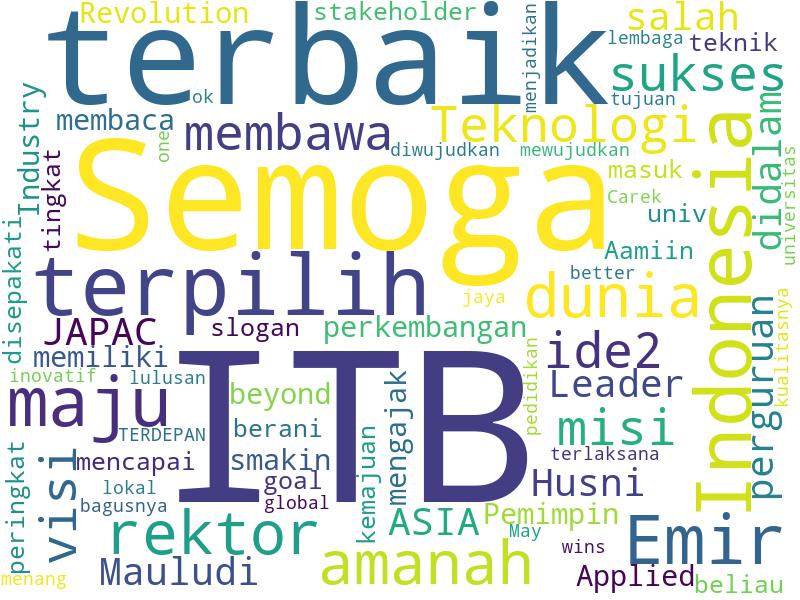 Revolution
stakeholder
salah
terbaik
menjadikan
lembaga
teknik
sukses
ok
tujuan
membaca
membawa
Teknologi
Industry
one
diwujudkan
mewujudkan
didalam
tingkat
Semoga
masuk
Carek
univ
universitas
Indonesia
Aamiin
better
disepakati
terpilih
jaya
dunia
JAPAC
slogan
perkembangan
ide2
memiliki
inovatif
lulusan
ITB
beyond
pedidikan
Leader
perguruan
kualitasnya
maju
mengajak
misi
TERDEPAN
berani
terlaksana
visi
mencapai
smakin
goal
Husni
peringkat
lokal
global
bagusnya
kemajuan
ASIA
Pemimpin
May
rektor
Emir
wins
menang
Mauludi
amanah
Applied
beliau